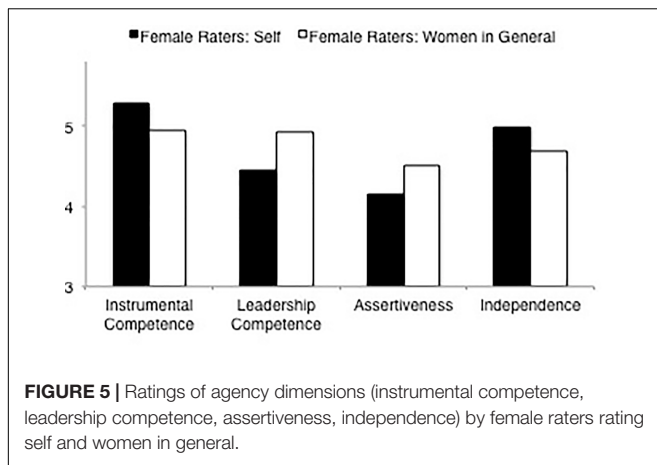 ■Female Raters: Self □Female Raters: Women in General
5
4
3
Instrumental Competence
Leadership Competence
Assertiveness
Independence
FIGURE 5 | Ratings of agency dimensions (instrumental competence,
leadership competence, assertiveness, independence) by female raters rating
self and women in general.